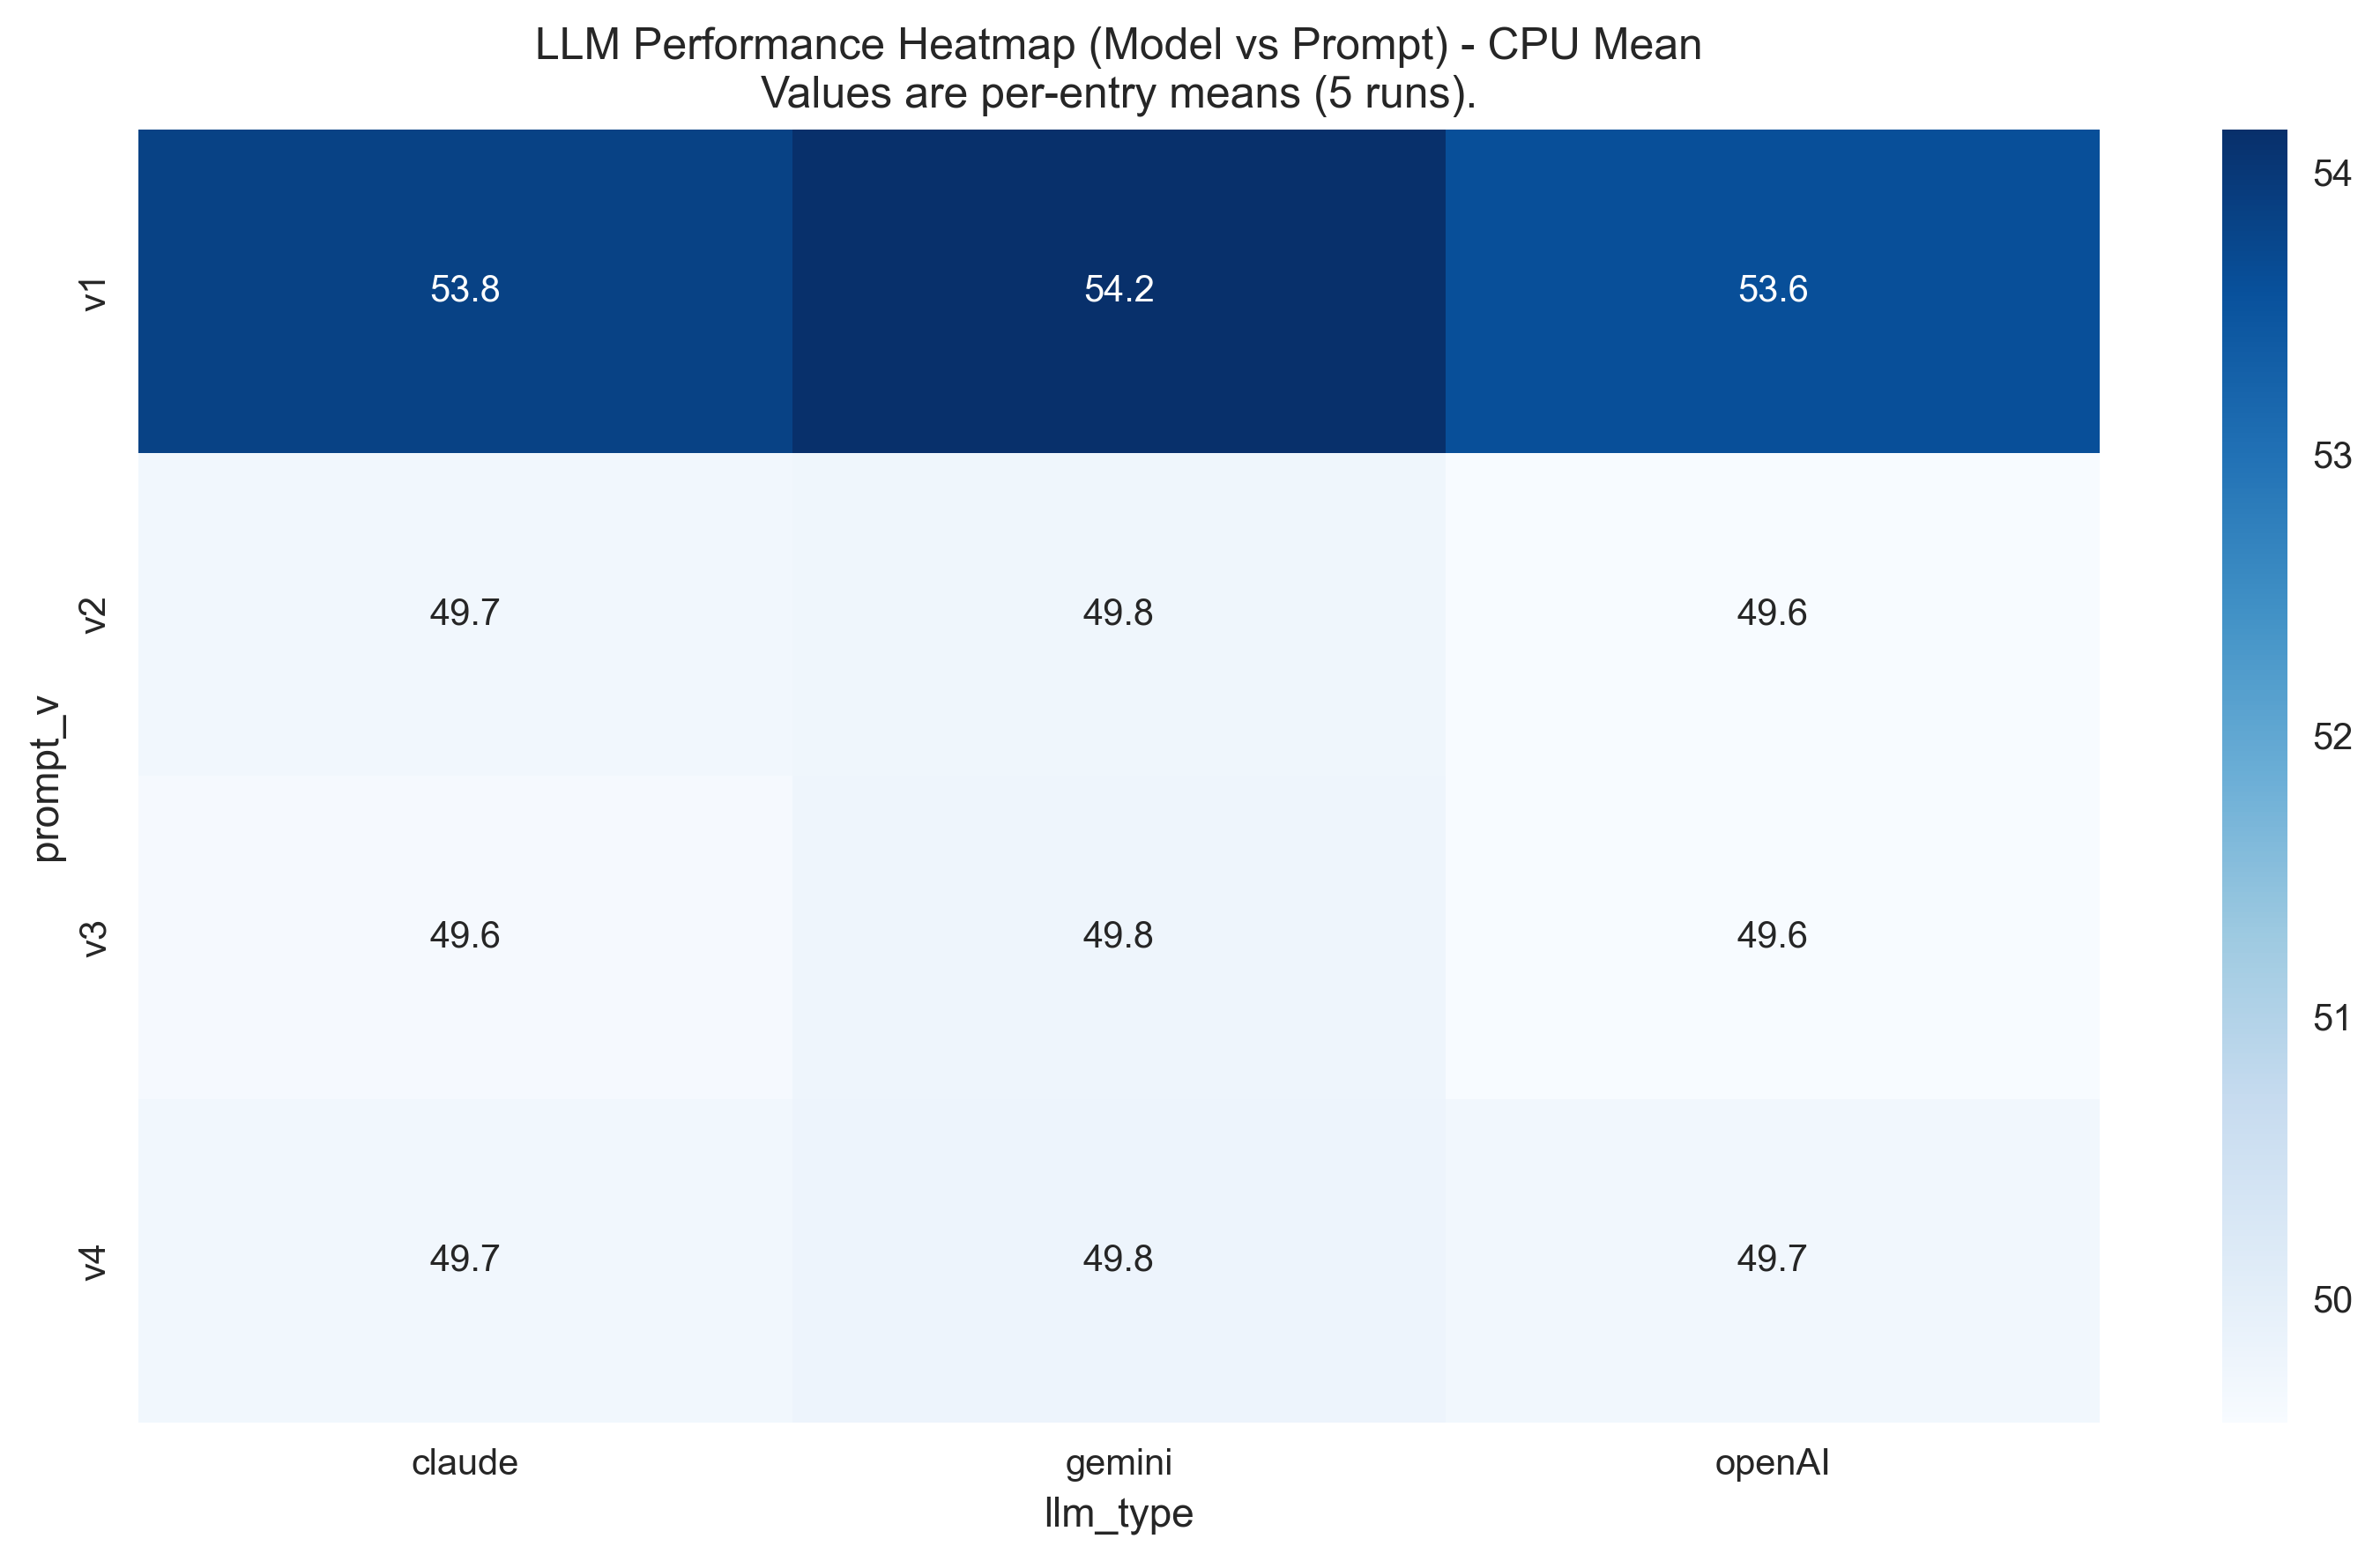 LLM Performance Heatmap (Model vs Prompt) - CPU Mean
Values are per-entry means (5 runs).
prompt_v
v1
53.8
54.2
53.6
v2
49.7
49.8
49.6
v3
49.6
49.8
49.6
v4
49.7
49.8
49.7
claude
gemini
openAI
llm_type
54
53
52
51
50